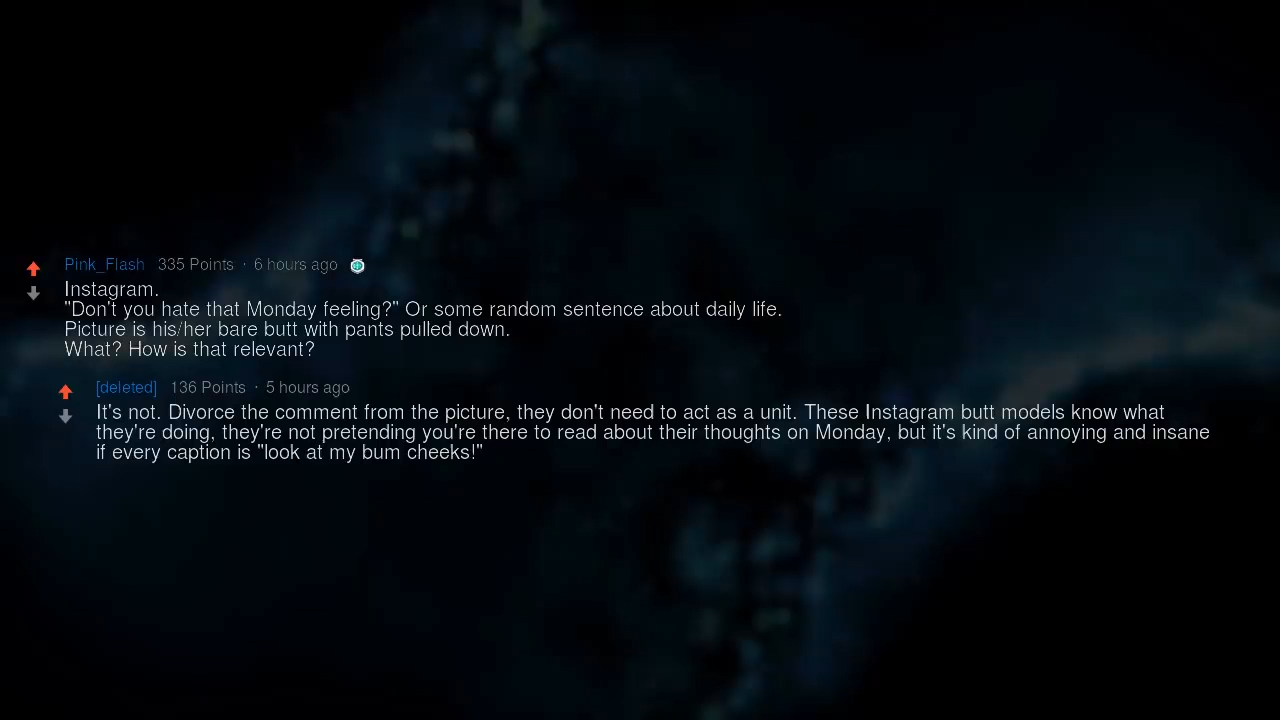 Pink_Flash 335 Points · 6 hours ago
Instagram.
"Don't you hate that Monday feeling?" Or some random sentence about daily life.
Picture is his/her bare butt with pants pulled down.
What? How is that relevant?
[deleted] 136 Points · 5 hours ago
It's not. Divorce the comment from the picture, they don't need to act as a unit. These Instagram butt models know what
they're doing, they're not pretending you're there to read about their thoughts on Monday, but it's kind of annoying and insane
if every caption is "look at my bum cheeks!"